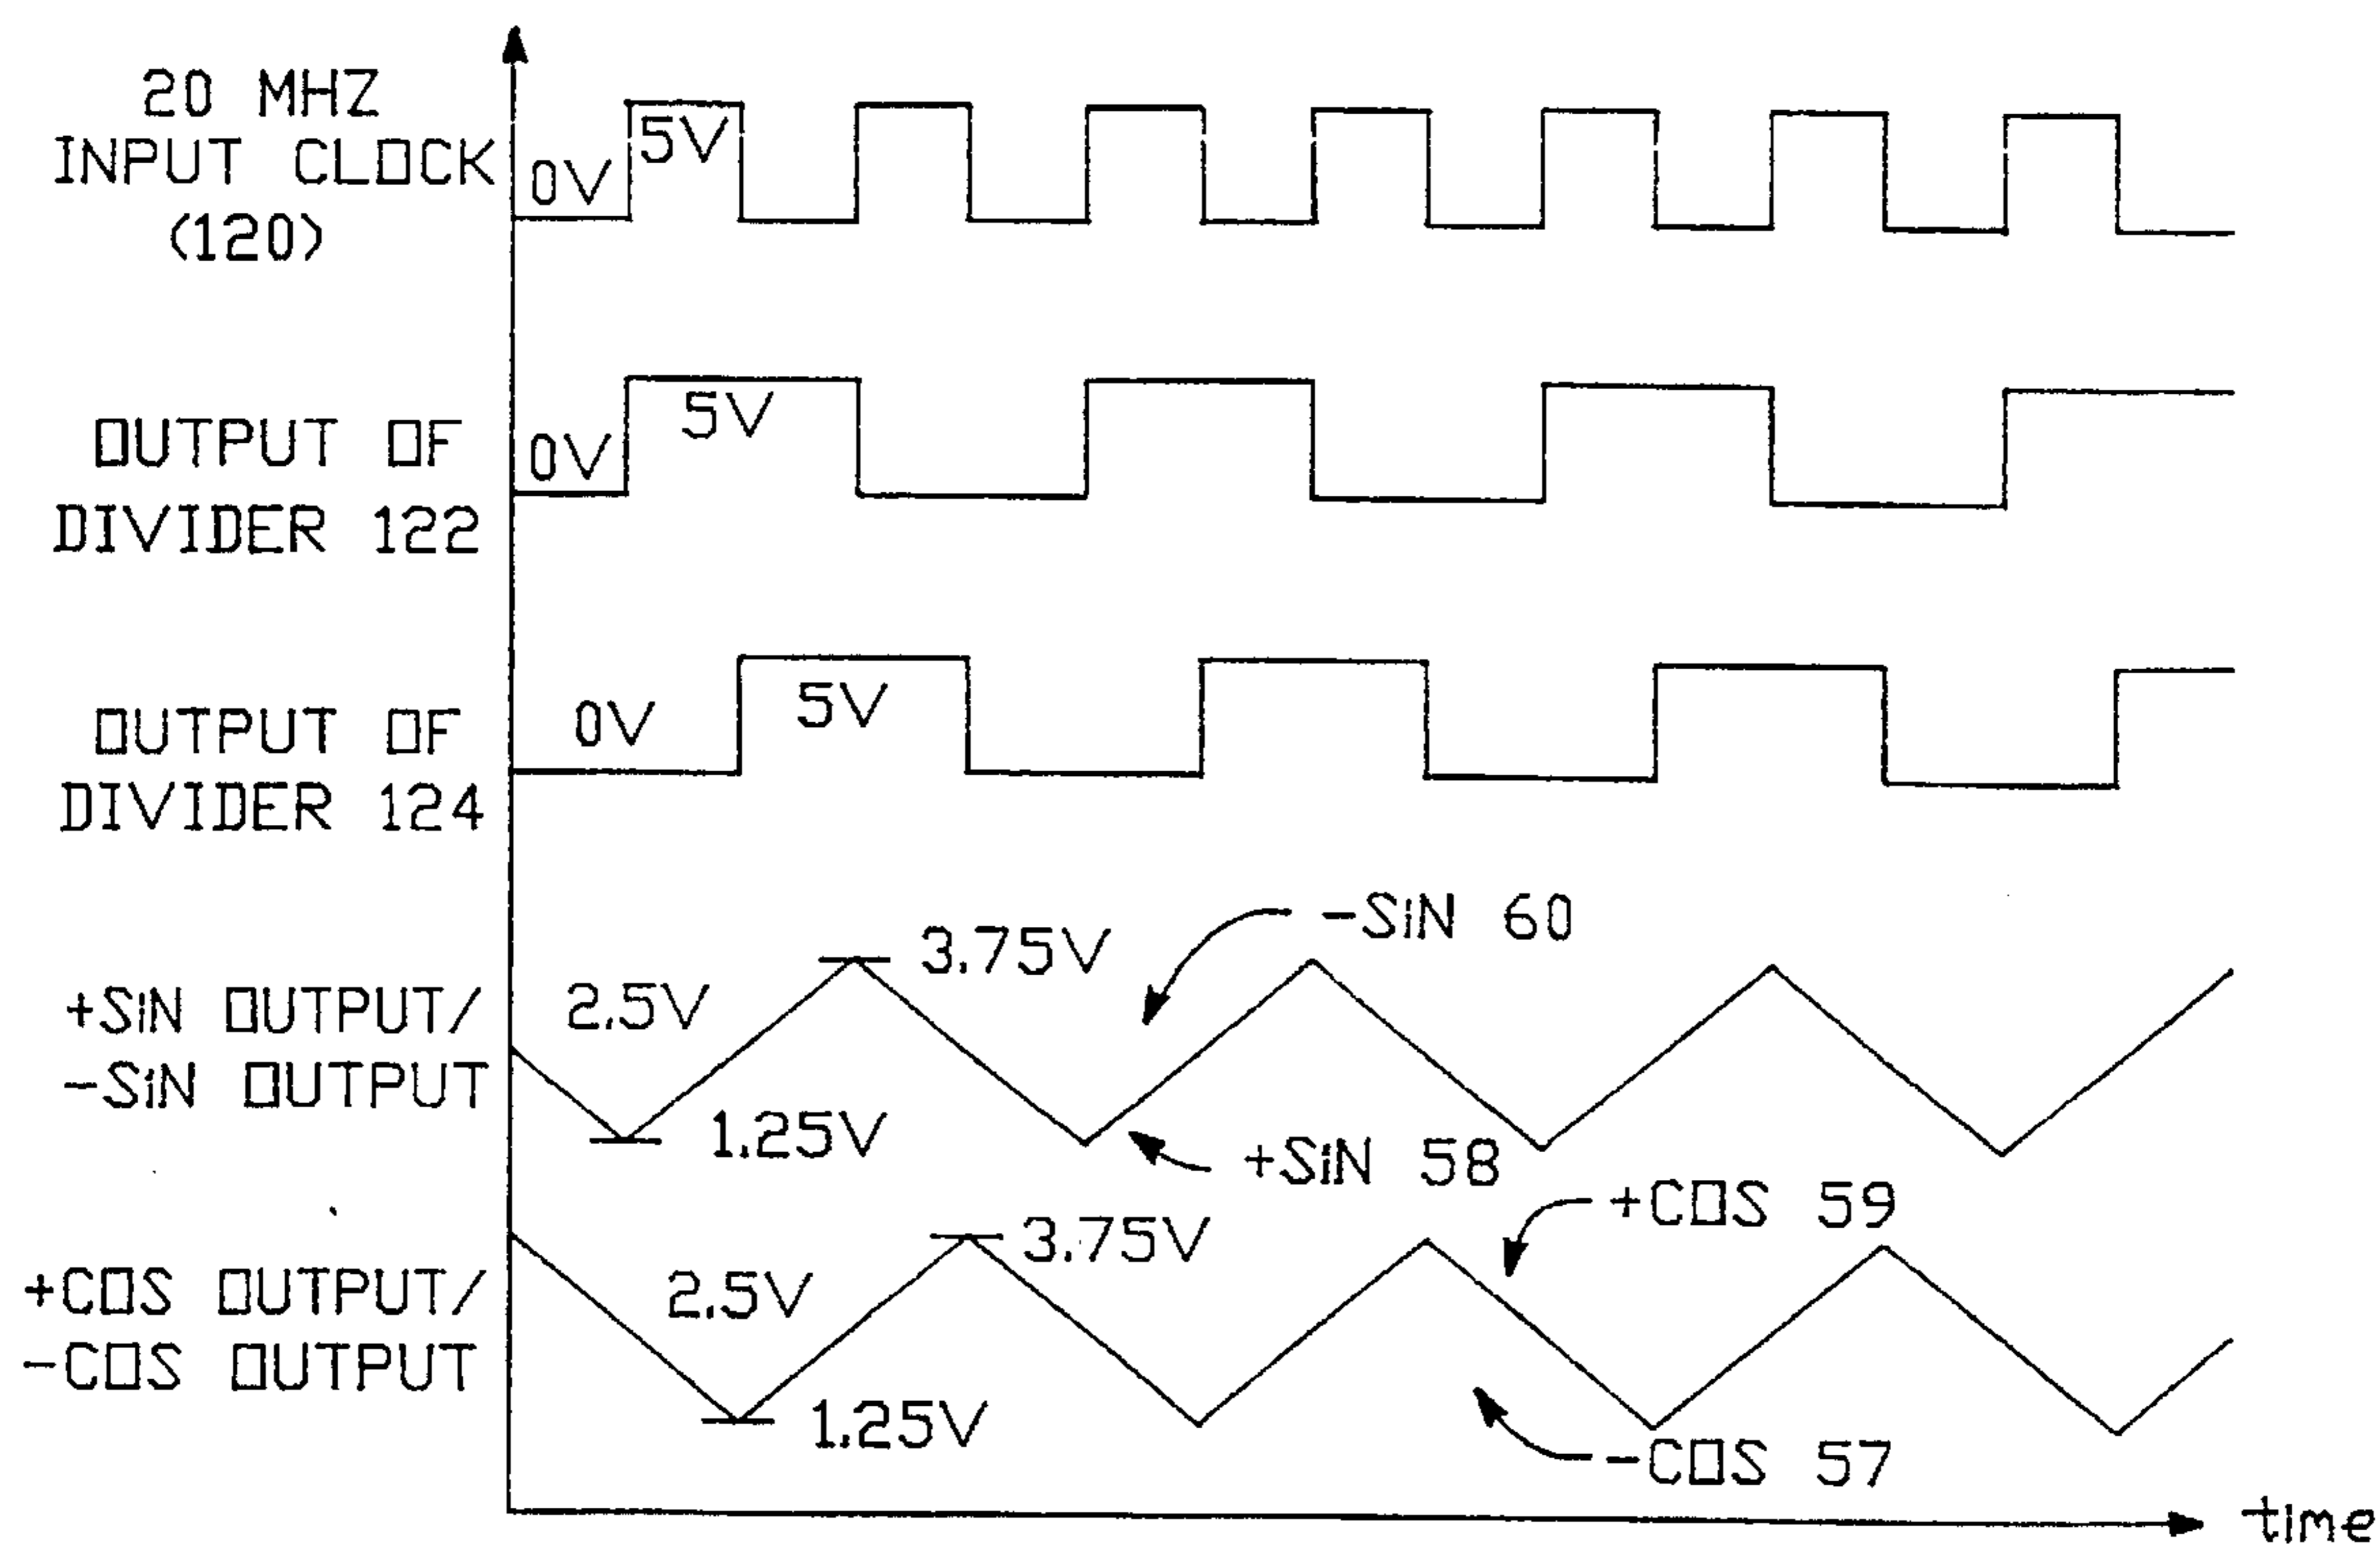 20 MHZ
INPUT CLOCK
(120)
0V
5V
OUTPUT OF
DIVIDER 122
0V
5V
OUTPUT OF
DIVIDER 124
0V
5V
+SiN OUTPUT/
-SiN OUTPUT
2.5V
3.75V
1.25V
-SiN 60
+SiN 58
+COS OUTPUT/
-COS OUTPUT
2.5V
3.75V
1.25V
+COS 59
-COS 57
time